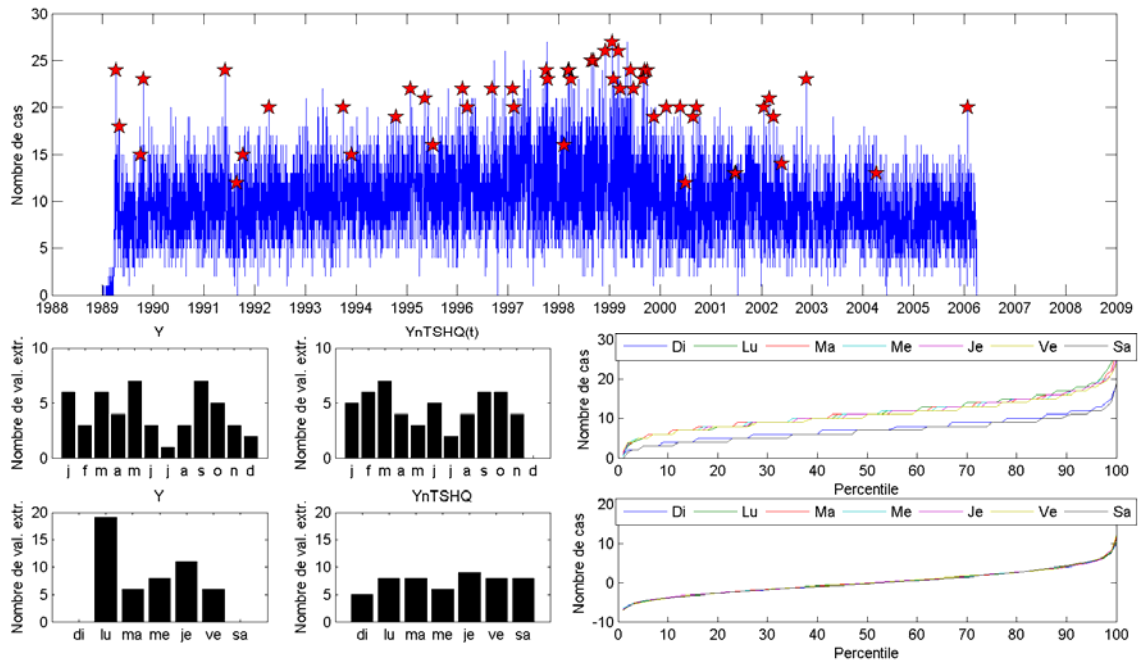 30
25
20
15
10
5
0
Nombre de cas
1988 1989 1990 1991 1992 1993 1994 1995 1996 1997 1998 1999 2000 2001 2002 2003 2004 2005 2006 2007 2008 2009
Y
10
5
0
Nombre de val. extr.
j f m a m j j a s o n d
YnTSHQ(t)
10
5
0
Nombre de val. extr.
j f m a m j j a s o n d
30
20
10
0
Nombre de cas
Di Lu Ma Me Je Ve Sa
0 10 20 30 40 50 60 70 80 90 100
Percentile
Y
20
15
10
5
0
Nombre de val. extr.
di lu ma me je ve sa
YnTSHQ
20
15
10
5
0
Nombre de val. extr.
di lu ma me je ve sa
20
10
0
-10
Nombre de cas
Di Lu Ma Me Je Ve Sa
0 10 20 30 40 50 60 70 80 90 100
Percentile